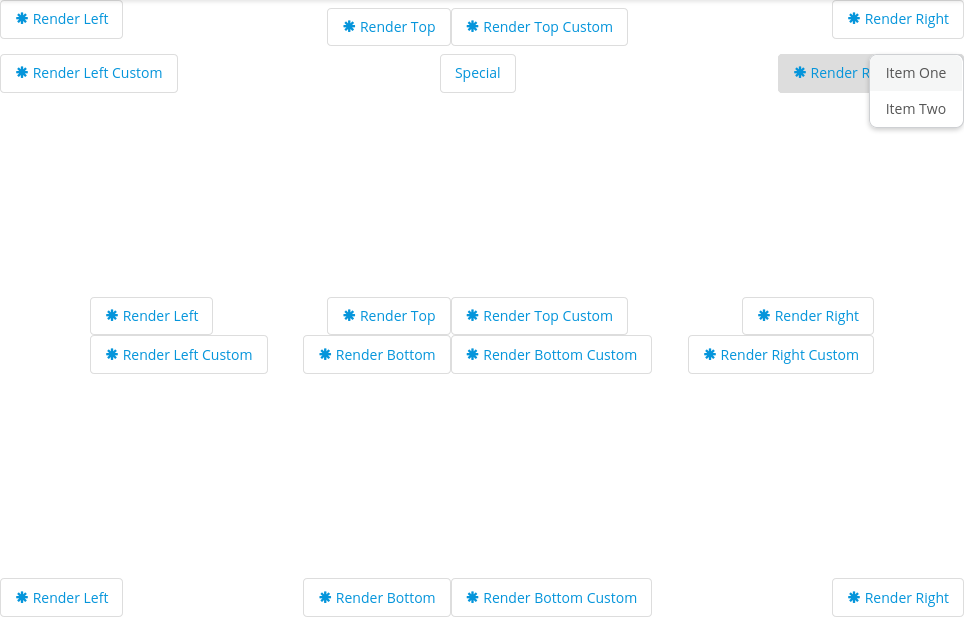 Render Left
Render Top
Render Top Custom
Render Right
Render Left Custom
Special
Render R
Item One
Item Two
Render Left
Render Top
Render Top Custom
Render Right
Render Left Custom
Render Bottom
Render Bottom Custom
Render Right Custom
Render Left
Render Bottom
Render Bottom Custom
Render Right